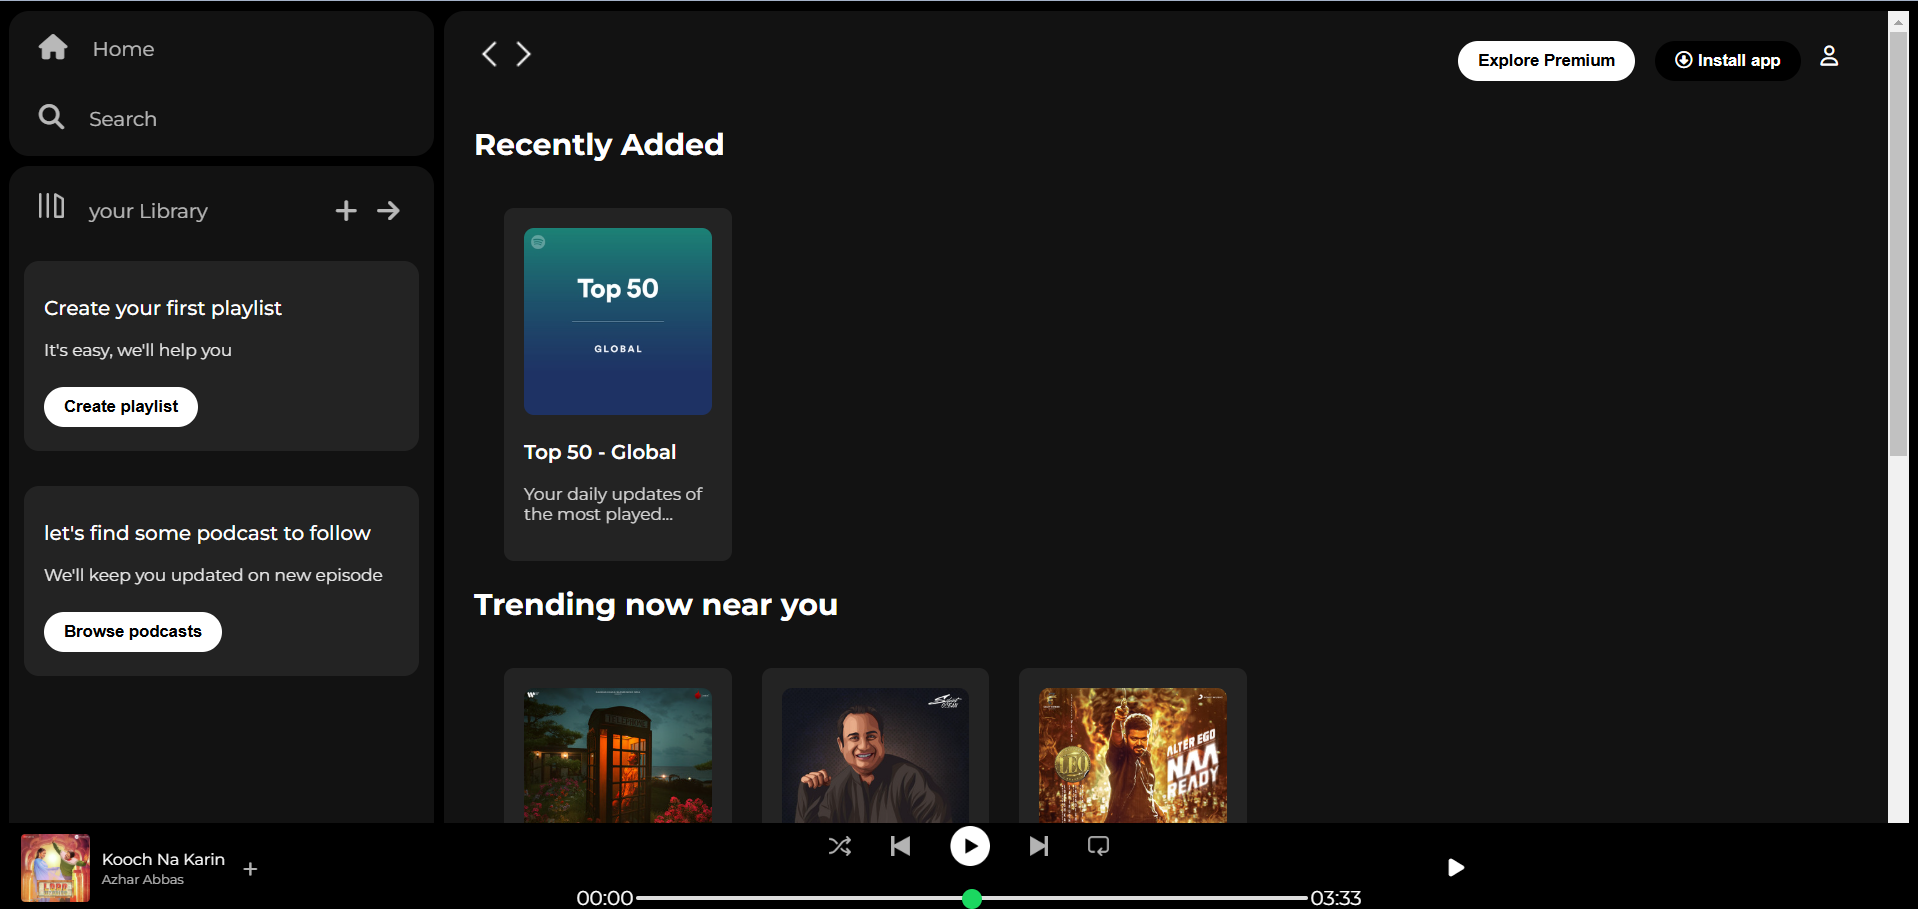 Home
Search
your Library
Create your first playlist
It's easy, we'll help you
Create playlist
let's find some podcast to follow
We'll keep you updated on new episode
Browse podcasts
Explore Premium
Install app
Recently Added
Top 50
GLOBAL
Top 50 - Global
Your daily updates of
the most played...
Trending now near you
ALTER EGO
NAA
READY
LEO
Kooch Na Karin
Azhar Abbas
00:00
03:33